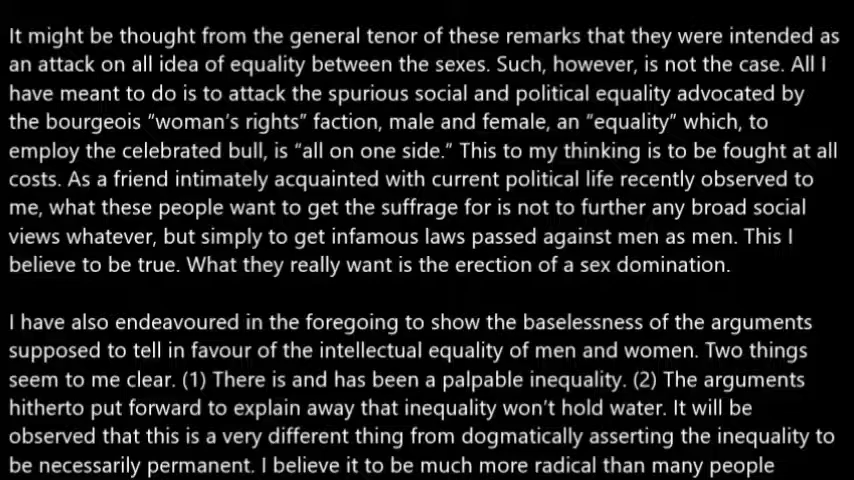 It might be thought from the general tenor of these remarks that they were intended as
an attack on all idea of equality between the sexes. Such, however, is not the case. All I
have meant to do is to attack the spurious social and political equality advocated by
the bourgeois “woman’s rights” faction, male and female, an “equality” which, to
employ the celebrated bull, is “all on one side.” This to my thinking is to be fought at all
costs. As a friend intimately acquainted with current political life recently observed to
me, what these people want to get the suffrage for is not to further any broad social
views whatever, but simply to get infamous laws passed against men as men. This I
believe to be true. What they really want is the erection of a sex domination.
I have also endeavoured in the foregoing to show the baselessness of the arguments
supposed to tell in favour of the intellectual equality of men and women. Two things
seem to me clear. (1) There is and has been a palpable inequality. (2) The arguments
hitherto put forward to explain away that inequality won’t hold water. It will be
observed that this is a very different thing from dogmatically asserting the inequality to
be necessarily permanent. I believe it to be much more radical than many people